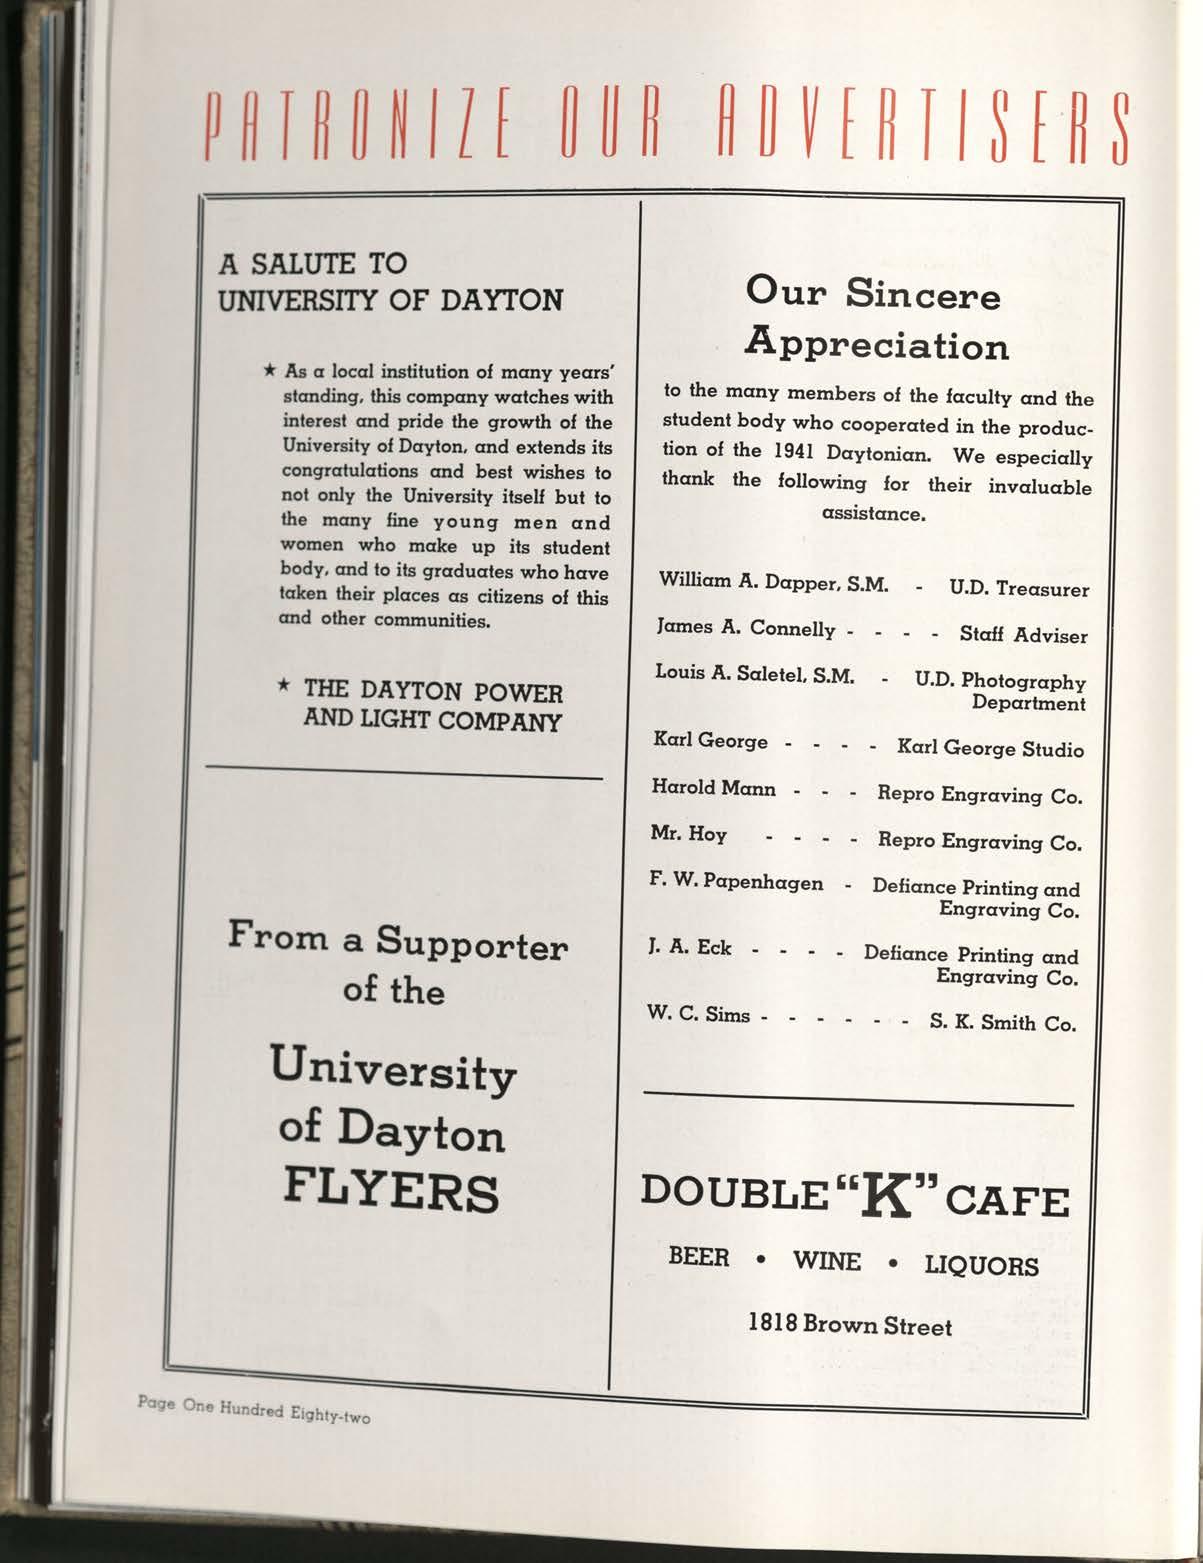 PATRONIZE OUR ADVERTISERS
A SALUTE TO
UNIVERSITY OF DAYTON
★ As a local institution of many years'
standing, this company watches with
interest and pride the growth of the
University of Dayton, and extends its
congratulations and best wishes to
not only the University itself but to
the many fine young men and
women who make up its student
body, and to its graduates who have
taken their places as citizens of this
and other communities.
★ THE DAYTON POWER
AND LIGHT COMPANY
From a Supporter
of the
University
of Dayton
FLYERS
Our Sincere
Appreciation
to the many members of the faculty and the
student body who cooperated in the produc-
tion of the 1941 Daytonian. We especially
thank the following for their invaluable
assistance.
William A. Dapper, S.M. - U.D. Treasurer
James A. Connelly - - - - Staff Adviser
Louis A. Saletel, S.M. - U.D. Photography
Department
Karl George - - - - Karl George Studio
Harold Mann - - - Repro Engraving Co.
Mr. Hoy - - - - Repro Engraving Co.
F. W. Papenhagen - Defiance Printing and
Engraving Co.
J. A. Eck - - - - Defiance Printing and
Engraving Co.
W. C. Sims - - - - - - S. K. Smith Co.
DOUBLE "K" CAFE
BEER • WINE • LIQUORS
1818 Brown Street
Page One Hundred Eighty-two